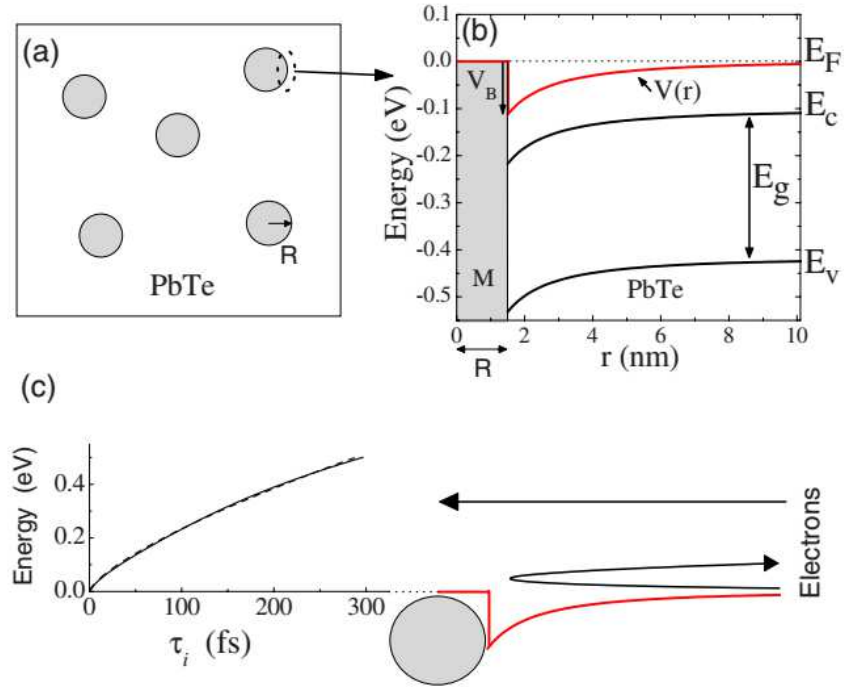 (a)
R
PbTe
(b)
0.1
0.0
-0.1
-0.2
-0.3
-0.4
-0.5
Energy (eV)
V_B
V(r)
E_F
E_c
E_g
E_v
M
PbTe
0 2 4 6 8 10
R
r (nm)
(c)
Energy (eV)
0.4
0.2
0.0
0 100 200 300
τ_i (fs)
Electrons